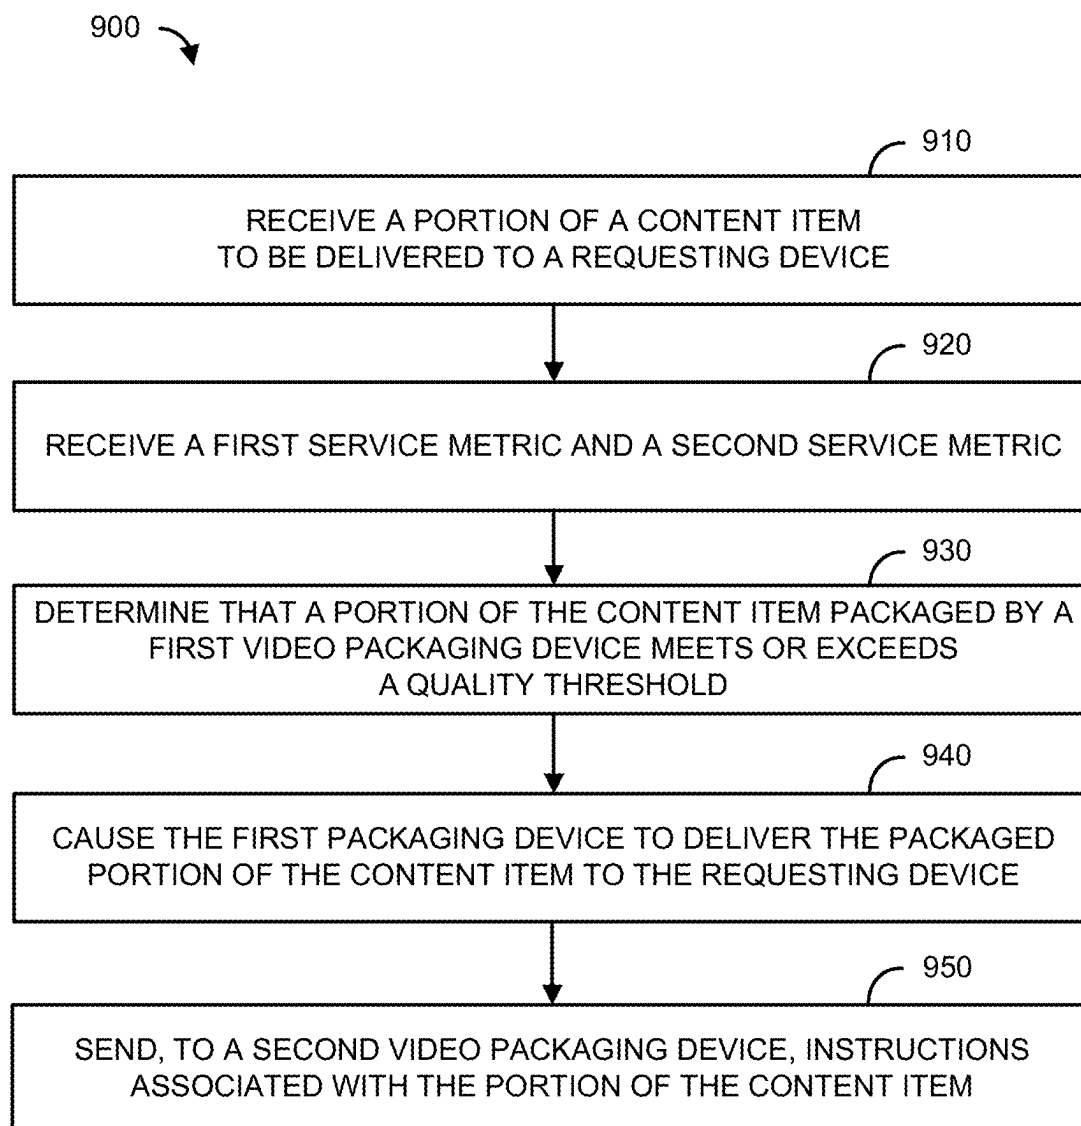 900
910
RECEIVE A PORTION OF A CONTENT ITEM
TO BE DELIVERED TO A REQUESTING DEVICE
920
RECEIVE A FIRST SERVICE METRIC AND A SECOND SERVICE METRIC
930
DETERMINE THAT A PORTION OF THE CONTENT ITEM PACKAGED BY A
FIRST VIDEO PACKAGING DEVICE MEETS OR EXCEEDS
A QUALITY THRESHOLD
940
CAUSE THE FIRST PACKAGING DEVICE TO DELIVER THE PACKAGED
PORTION OF THE CONTENT ITEM TO THE REQUESTING DEVICE
950
SEND, TO A SECOND VIDEO PACKAGING DEVICE, INSTRUCTIONS
ASSOCIATED WITH THE PORTION OF THE CONTENT ITEM